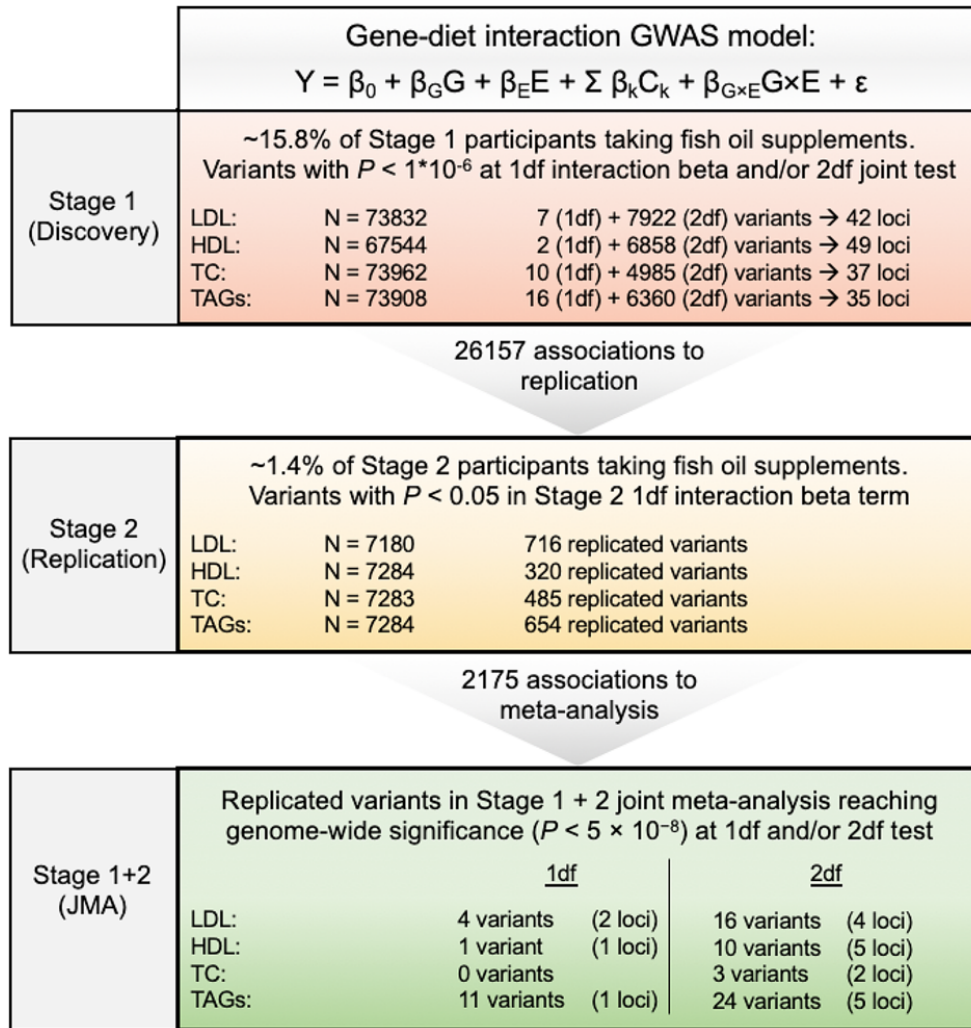 Gene-diet interaction GWAS model:
Y = β₀ + β_GG + β_EE + Σ β_kC_k + β_G×EG×E + ε
Stage 1
(Discovery)
~15.8% of Stage 1 participants taking fish oil supplements.
Variants with P < 1*10⁻⁶ at 1df interaction beta and/or 2df joint test
LDL: N = 73832 7 (1df) + 7922 (2df) variants → 42 loci
HDL: N = 67544 2 (1df) + 6858 (2df) variants → 49 loci
TC: N = 73962 10 (1df) + 4985 (2df) variants → 37 loci
TAGs: N = 73908 16 (1df) + 6360 (2df) variants → 35 loci
26157 associations to
replication
Stage 2
(Replication)
~1.4% of Stage 2 participants taking fish oil supplements.
Variants with P < 0.05 in Stage 2 1df interaction beta term
LDL: N = 7180 716 replicated variants
HDL: N = 7284 320 replicated variants
TC: N = 7283 485 replicated variants
TAGs: N = 7284 654 replicated variants
2175 associations to
meta-analysis
Stage 1+2
(JMA)
Replicated variants in Stage 1 + 2 joint meta-analysis reaching
genome-wide significance (P < 5 × 10⁻⁸) at 1df and/or 2df test
1df 2df
LDL: 4 variants (2 loci) 16 variants (4 loci)
HDL: 1 variant (1 loci) 10 variants (5 loci)
TC: 0 variants 3 variants (2 loci)
TAGs: 11 variants (1 loci) 24 variants (5 loci)